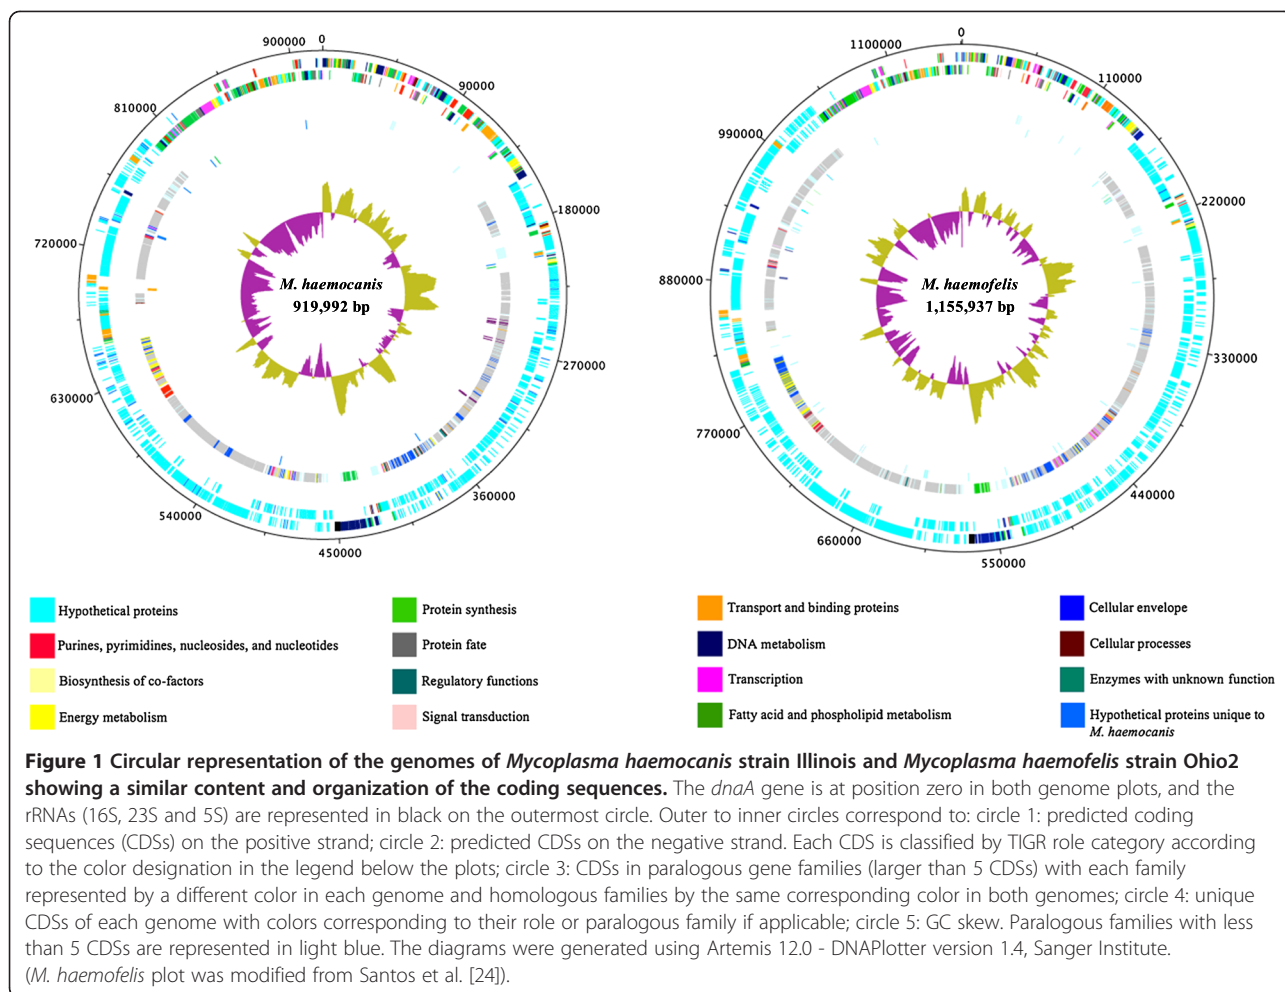 0
900000
90000
810000
180000
720000
M. haemocanis
919,992 bp
270000
630000
360000
540000
450000
0
1100000
110000
990000
220000
880000
M. haemofelis
1,155,937 bp
330000
770000
440000
660000
550000
Hypothetical proteins
Purines, pyrimidines, nucleosides, and nucleotides
Biosynthesis of co-factors
Energy metabolism
Protein synthesis
Protein fate
Regulatory functions
Signal transduction
Transport and binding proteins
DNA metabolism
Transcription
Fatty acid and phospholipid metabolism
Cellular envelope
Cellular processes
Enzymes with unknown function
Hypothetical proteins unique to
M. haemocanis
Figure 1 Circular representation of the genomes of Mycoplasma haemocanis strain Illinois and Mycoplasma haemofelis strain Ohio2
showing a similar content and organization of the coding sequences. The dnaA gene is at position zero in both genome plots, and the
rRNAs (16S, 23S and 5S) are represented in black on the outermost circle. Outer to inner circles correspond to: circle 1: predicted coding
sequences (CDSs) on the positive strand; circle 2: predicted CDSs on the negative strand. Each CDS is classified by TIGR role category according
to the color designation in the legend below the plots; circle 3: CDSs in paralogous gene families (larger than 5 CDSs) with each family
represented by a different color in each genome and homologous families by the same corresponding color in both genomes; circle 4: unique
CDSs of each genome with colors corresponding to their role or paralogous family if applicable; circle 5: GC skew. Paralogous families with less
than 5 CDSs are represented in light blue. The diagrams were generated using Artemis 12.0 - DNAPlotter version 1.4, Sanger Institute.
(M. haemofelis plot was modified from Santos et al. [24]).